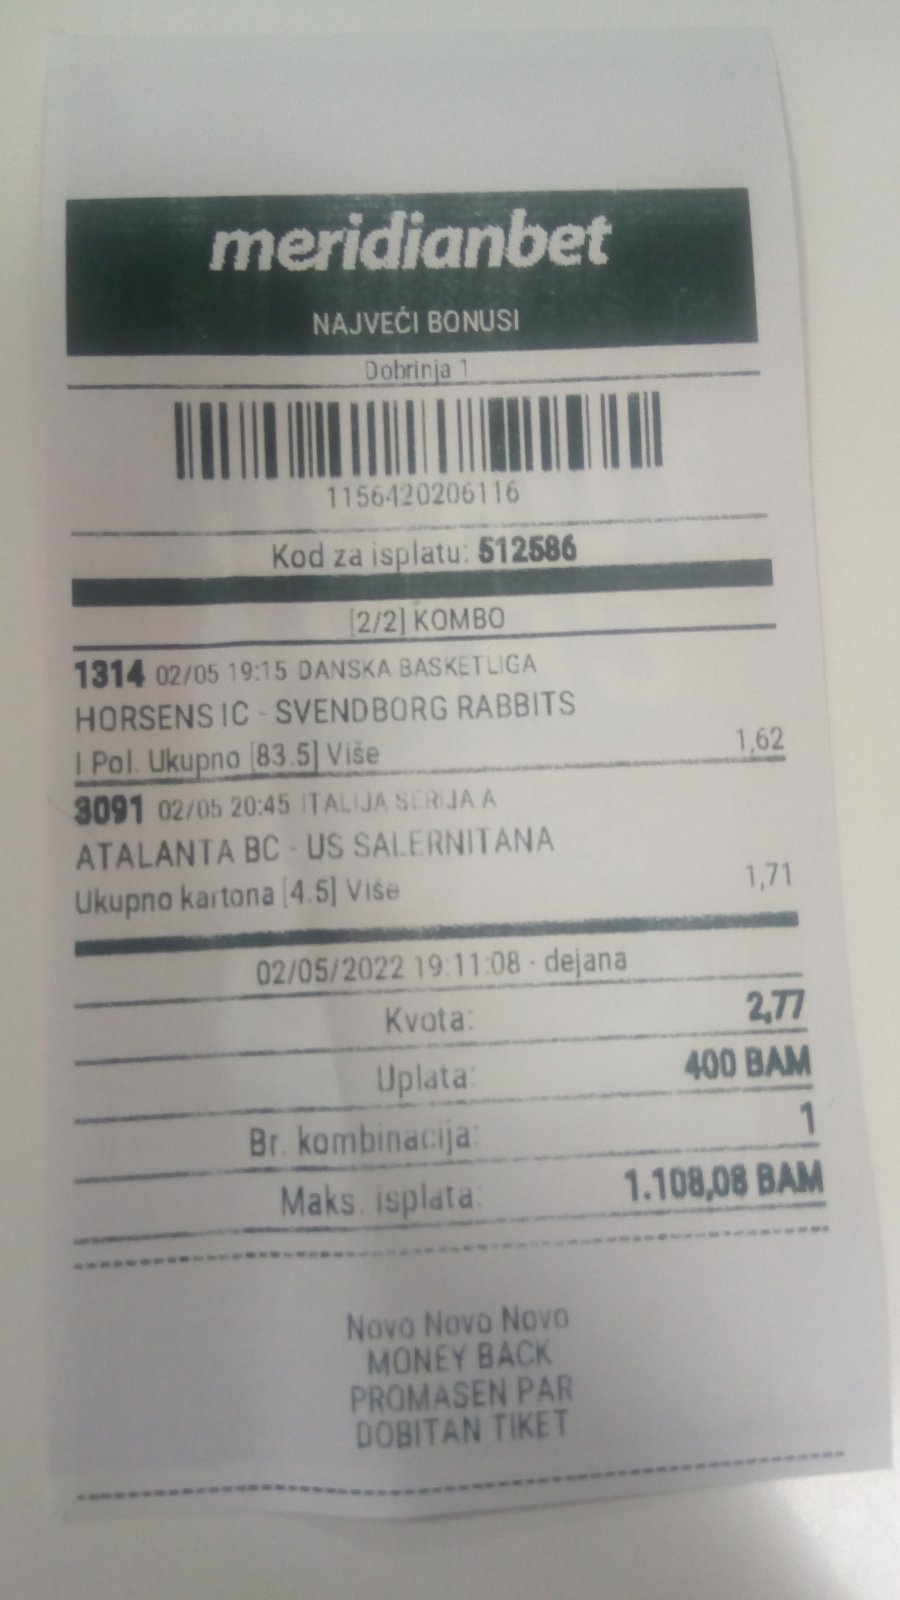 meridianbet
NAJVEĆI BONUSI
Dobrinja 1
1156420206116
Kod za isplatu: 512586
[2/2] KOMBO
1314 02/05 19:15 DANSKA BASKETLIGA
HORSENS IC - SVENDBORG RABBITS
I Pol. Ukupno [83.5] Više 1,62
3091 02/05 20:45 ITALIJA SERIJA A
ATALANTA BC - US SALERNITANA
Ukupno kartona [4.5] Više 1,71
02/05/2022 19:11:08 - dejana
Kvota: 2,77
Uplata: 400 BAM
Br. kombinacija: 1
Maks. isplata: 1.108,08 BAM
Novo Novo Novo
MONEY BACK
PROMASEN PAR
DOBITAN TIKET